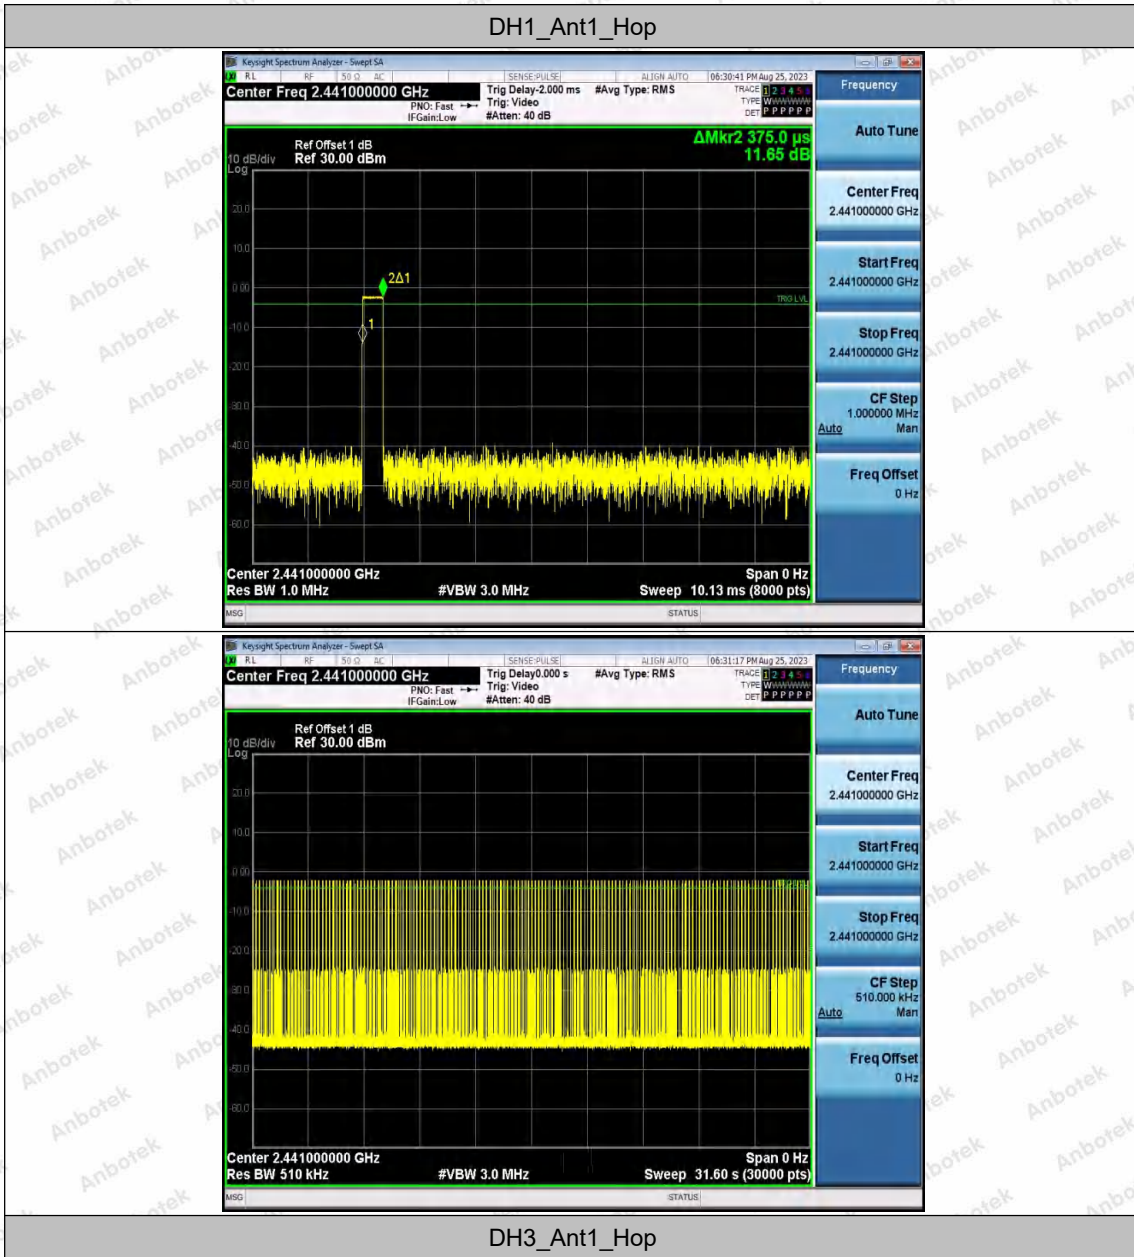 DH1_Ant1_Hop
Keysight Spectrum Analyzer - Swept SA
RL RF 50 Ω AC SENSE:PULSE ALIGN AUTO 06:30:41 PM Aug 25, 2023
Center Freq 2.441000000 GHz
PNO: Fast
IFGain:Low
Trig Delay-2.000 ms
Trig: Video
#Atten: 40 dB
#Avg Type: RMS
TRACE 1 2 3 4 5 6
TYPE WWWWWW
DET P P P P P P
Frequency
Auto Tune
Center Freq
2.441000000 GHz
Start Freq
2.441000000 GHz
Stop Freq
2.441000000 GHz
CF Step
1.000000 MHz
Auto Man
Freq Offset
0 Hz
ΔMkr2 375.0 µs
11.65 dB
Ref Offset 1 dB
10 dB/div Ref 30.00 dBm
Log
20.0
10.0
0.00
-10.0
-20.0
-30.0
-40.0
-50.0
-60.0
2Δ1
1
TRIG LVL
Center 2.441000000 GHz Span 0 Hz
Res BW 1.0 MHz #VBW 3.0 MHz Sweep 10.13 ms (8000 pts)
MSG STATUS
Keysight Spectrum Analyzer - Swept SA
RL RF 50 Ω AC SENSE:PULSE ALIGN AUTO 06:31:17 PM Aug 25, 2023
Center Freq 2.441000000 GHz
PNO: Fast
IFGain:Low
Trig Delay0.000 s
Trig: Video
#Atten: 40 dB
#Avg Type: RMS
TRACE 1 2 3 4 5 6
TYPE WWWWWW
DET P P P P P P
Frequency
Auto Tune
Center Freq
2.441000000 GHz
Start Freq
2.441000000 GHz
Stop Freq
2.441000000 GHz
CF Step
510.000 kHz
Auto Man
Freq Offset
0 Hz
Ref Offset 1 dB
10 dB/div Ref 30.00 dBm
Log
20.0
10.0
0.00
-10.0
-20.0
-30.0
-40.0
-50.0
-60.0
Center 2.441000000 GHz Span 0 Hz
Res BW 510 kHz #VBW 3.0 MHz Sweep 31.60 s (30000 pts)
MSG STATUS
DH3_Ant1_Hop
Anbotek